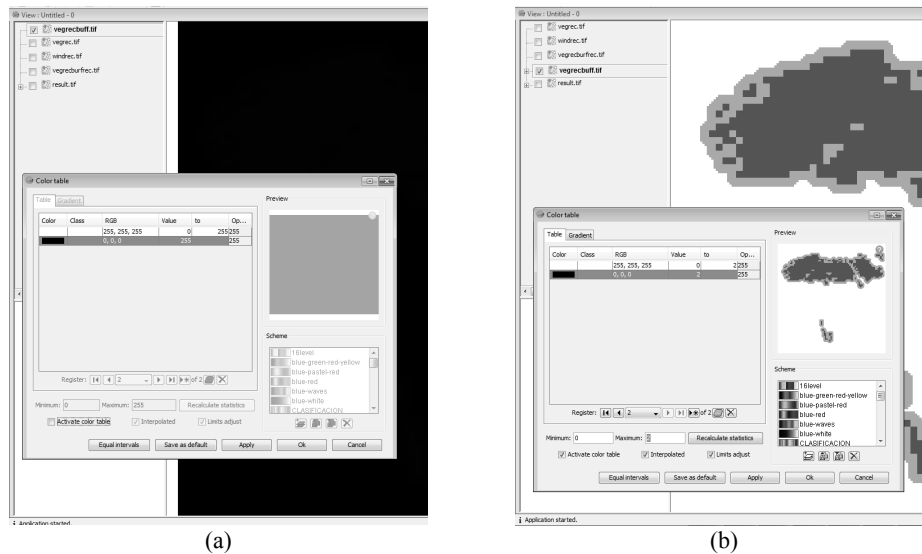 View : Untitled - 0
vegrecbuff.tif
vegrec.tif
windrec.tif
vegrecburfrec.tif
result.tif
Color table
Table Gradient
Color Class RGB Value to Op...
255, 255, 255 0 255 255
0, 0, 0 255 255
Register: 2 of 2
Minimum: 0 Maximum: 255 Recalculate statistics
Activate color table Interpolated Limits adjust
Preview
Scheme
16level
blue-green-red-yellow
blue-pastel-red
blue-red
blue-waves
blue-white
CLASIFICACION
Equal intervals Save as default Apply Ok Cancel
Application started.
(a)
View : Untitled - 0
vegrec.tif
windrec.tif
vegrecburfrec.tif
vegrecbuff.tif
result.tif
Color table
Table Gradient
Color Class RGB Value to Op...
255, 255, 255 0 2 255
0, 0, 0 2 255
Register: 2 of 2
Minimum: 0 Maximum: 2 Recalculate statistics
Activate color table Interpolated Limits adjust
Preview
Scheme
16level
blue-green-red-yellow
blue-pastel-red
blue-red
blue-waves
blue-white
CLASIFICACION
Equal intervals Save as default Apply Ok Cancel
Application started.
(b)